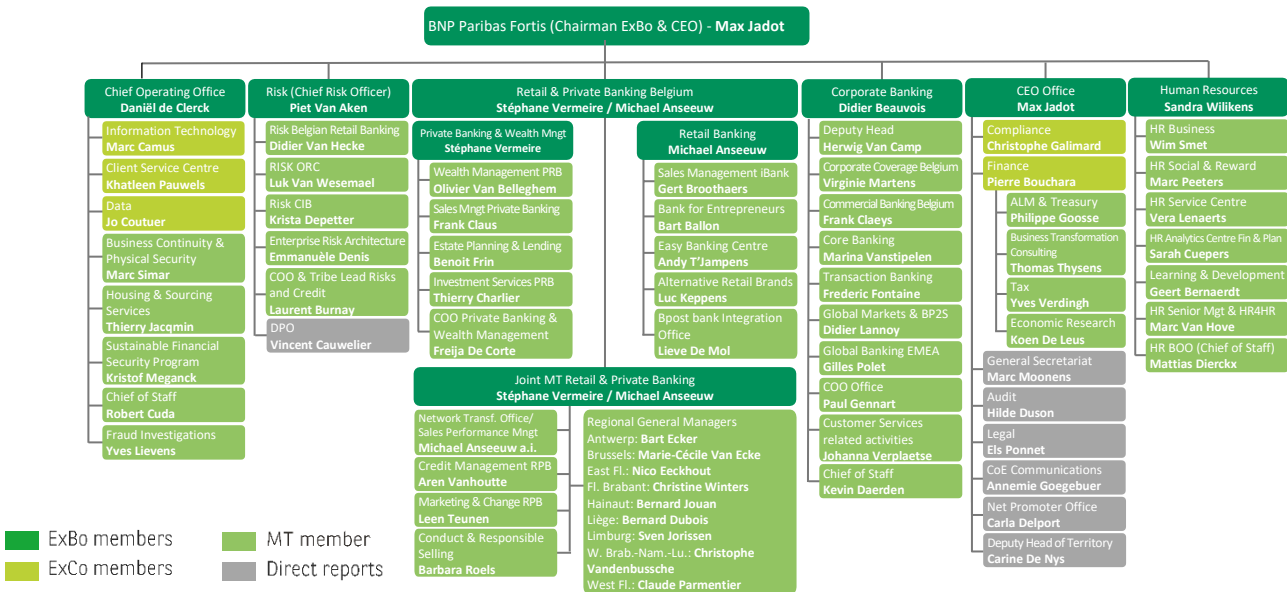 BNP Paribas Fortis (Chairman ExBo & CEO) - Max Jadot
Chief Operating Office
Daniël de Clerck
Information Technology
Marc Camus
Client Service Centre
Khatleen Pauwels
Data
Jo Coutuer
Business Continuity &
Physical Security
Marc Simar
Housing & Sourcing
Services
Thierry Jacqmin
Sustainable Financial
Security Program
Kristof Meganck
Chief of Staff
Robert Cuda
Fraud Investigations
Yves Lievens
Risk (Chief Risk Officer)
Piet Van Aken
Risk Belgian Retail Banking
Didier Van Hecke
RISK ORC
Luk Van Wesemael
Risk CIB
Krista Depetter
Enterprise Risk Architecture
Emmanuèle Denis
COO & Tribe Lead Risks
and Credit
Laurent Burnay
DPO
Vincent Cauwelier
Retail & Private Banking Belgium
Stéphane Vermeire / Michael Anseeuw
Private Banking & Wealth Mngt
Stéphane Vermeire
Wealth Management PRB
Olivier Van Belleghem
Sales Mngt Private Banking
Frank Claus
Estate Planning & Lending
Benoit Frin
Investment Services PRB
Thierry Charlier
COO Private Banking &
Wealth Management
Freija De Corte
Retail Banking
Michael Anseeuw
Sales Management iBank
Gert Broothaers
Bank for Entrepreneurs
Bart Ballon
Easy Banking Centre
Andy T'Jampens
Alternative Retail Brands
Luc Keppens
Bpost bank Integration
Office
Lieve De Mol
Joint MT Retail & Private Banking
Stéphane Vermeire / Michael Anseeuw
Network Transf. Office/
Sales Performance Mngt
Michael Anseeuw a.i.
Credit Management RPB
Aren Vanhoutte
Marketing & Change RPB
Leen Teunen
Conduct & Responsible
Selling
Barbara Roels
Regional General Managers
Antwerp: Bart Ecker
Brussels: Marie-Cécile Van Ecke
East Fl.: Nico Eeckhout
Fl. Brabant: Christine Winters
Hainaut: Bernard Jouan
Liège: Bernard Dubois
Limburg: Sven Jorissen
W. Brab.-Nam.-Lu.: Christophe
Vandenbussche
West Fl.: Claude Parmentier
Corporate Banking
Didier Beauvois
Deputy Head
Herwig Van Camp
Corporate Coverage Belgium
Virginie Martens
Commercial Banking Belgium
Frank Claeys
Core Banking
Marina Vanstipelen
Transaction Banking
Frederic Fontaine
Global Markets & BP2S
Didier Lannoy
Global Banking EMEA
Gilles Polet
COO Office
Paul Gennart
Customer Services
related activities
Johanna Verplaetse
Chief of Staff
Kevin Daerden
CEO Office
Max Jadot
Compliance
Christophe Galimard
Finance
Pierre Bouchara
ALM & Treasury
Philippe Goosse
Business Transformation
Consulting
Thomas Thysens
Tax
Yves Verdingh
Economic Research
Koen De Leus
General Secretariat
Marc Moonens
Audit
Hilde Duson
Legal
Els Ponnet
CoE Communications
Annemie Goegebuer
Net Promoter Office
Carla Delport
Deputy Head of Territory
Carine De Nys
Human Resources
Sandra Wilikens
HR Business
Wim Smet
HR Social & Reward
Marc Peeters
HR Service Centre
Vera Lenaerts
HR Analytics Centre Fin & Plan
Sarah Cuepers
Learning & Development
Geert Bernaerdt
HR Senior Mgt & HR4HR
Marc Van Hove
HR BOO (Chief of Staff)
Mattias Dierckx
ExBo members
MT member
ExCo members
Direct reports